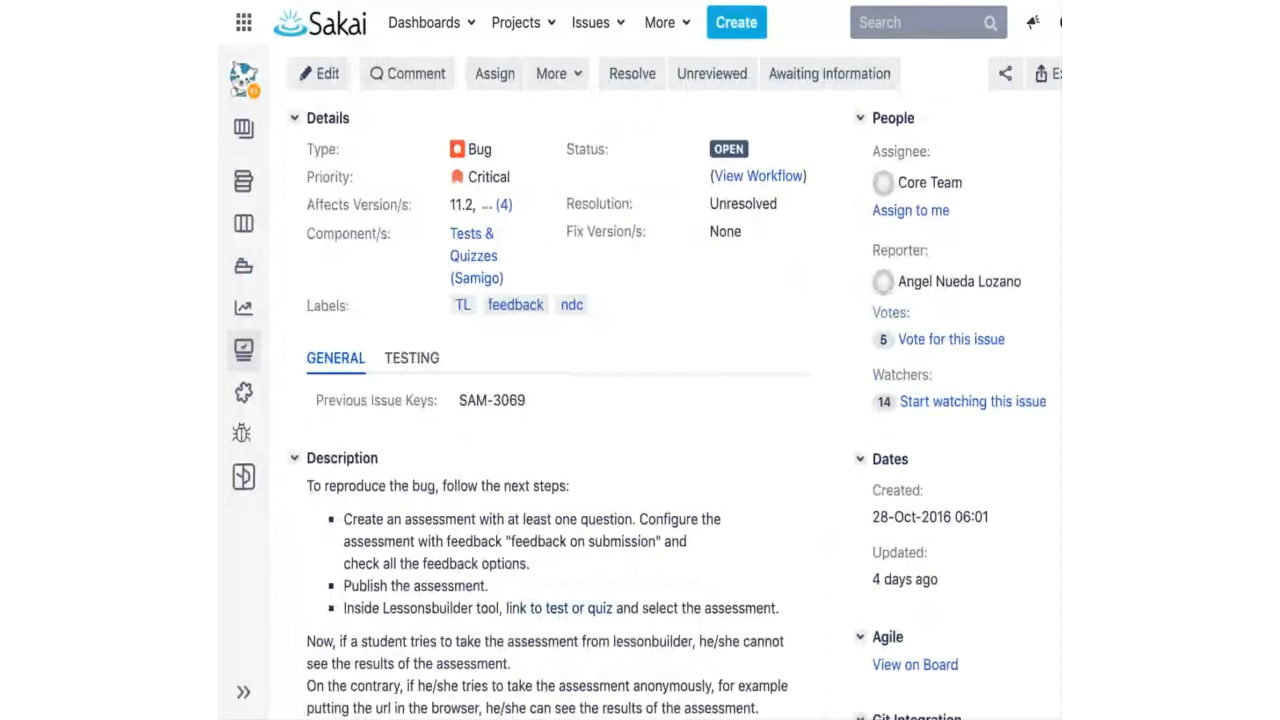 Sakai Dashboards Projects Issues More Create Search
Edit Comment Assign More Resolve Unreviewed Awaiting Information
Details
Type: Bug
Priority: Critical
Affects Version/s: 11.2, ... (4)
Component/s: Tests &
Quizzes
(Samigo)
Labels: TL feedback ndc
Status: OPEN
(View Workflow)
Resolution: Unresolved
Fix Version/s: None
GENERAL TESTING
Previous Issue Keys: SAM-3069
Description
To reproduce the bug, follow the next steps:
Create an assessment with at least one question. Configure the
assessment with feedback "feedback on submission" and
check all the feedback options.
Publish the assessment.
Inside Lessonsbuilder tool, link to test or quiz and select the assessment.
Now, if a student tries to take the assessment from lessonbuilder, he/she cannot
see the results of the assessment.
On the contrary, if he/she tries to take the assessment anonymously, for example
putting the url in the browser, he/she can see the results of the assessment.
People
Assignee:
Core Team
Assign to me
Reporter:
Angel Nueda Lozano
Votes:
5 Vote for this issue
Watchers:
14 Start watching this issue
Dates
Created:
28-Oct-2016 06:01
Updated:
4 days ago
Agile
View on Board
Git Integration